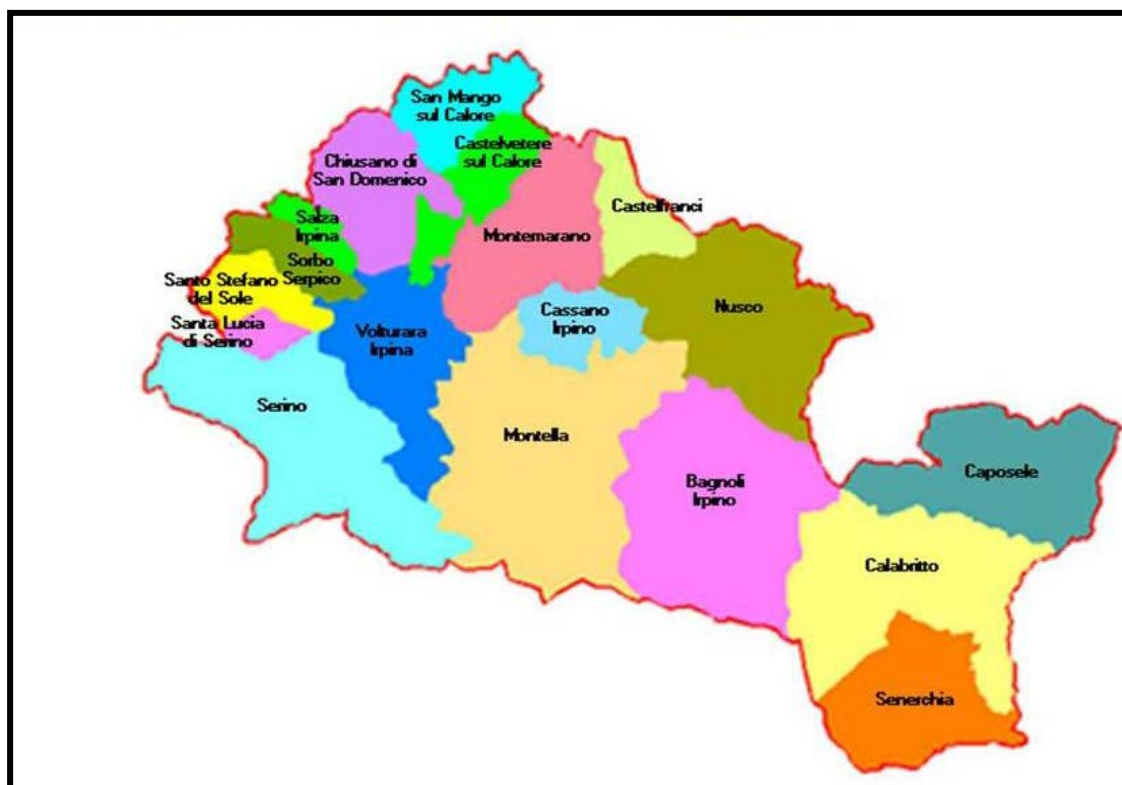 San Mango
sul Calore
Castelvetere
sul Calore
Chiusano di
San Domenico
Castelfranci
Salza
Irpina
Montemarano
Sorbo
Serpico
Santo Stefano
del Sole
Nusco
Cassano
Irpino
Santa Lucia
di Serino
Volturara
Irpina
Serino
Montella
Caposele
Bagnoli
Irpino
Calabritto
Senerchia